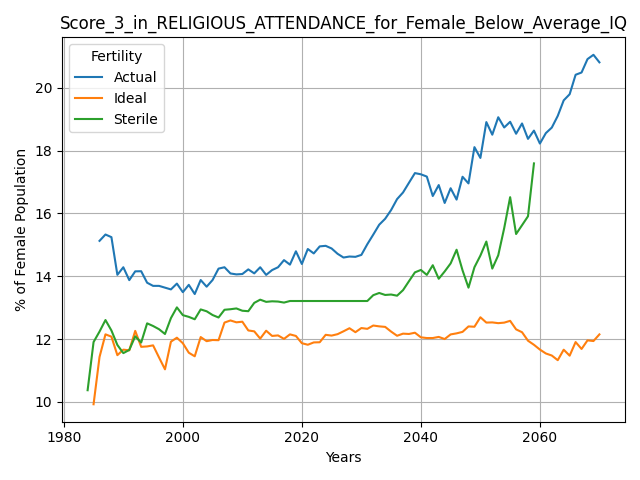 Score_3_in_RELIGIOUS_ATTENDANCE_for_Female_Below_Average_IQ
Fertility
Actual
Ideal
Sterile
% of Female Population
20
18
16
14
12
10
1980
2000
2020
2040
2060
Years